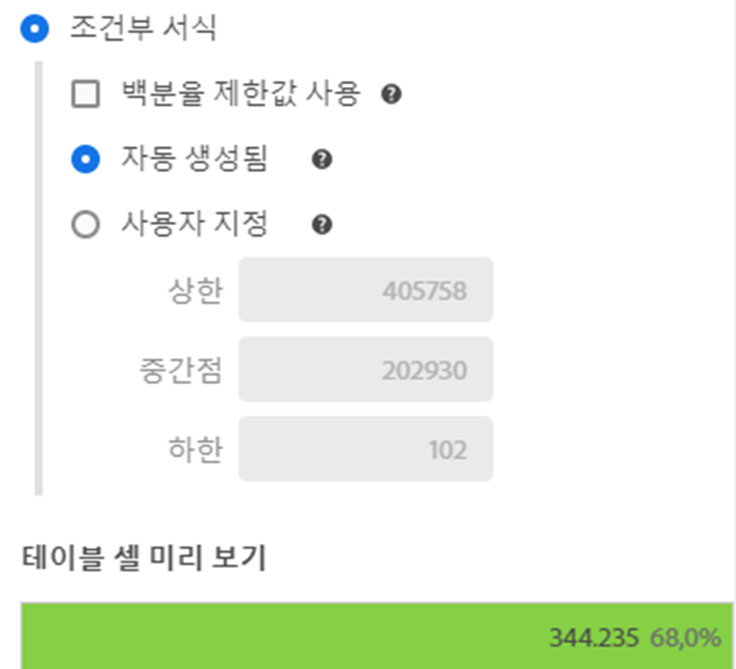 조건부 서식
백분율 제한값 사용 ?
자동 생성됨 ?
사용자 지정 ?
상한 405758
중간점 202930
하한 102
테이블 셀 미리 보기
344.235 68,0%